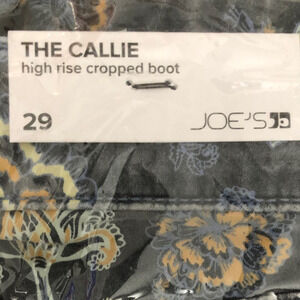 THE CALLIE
high rise cropped boot
29
JOE'S